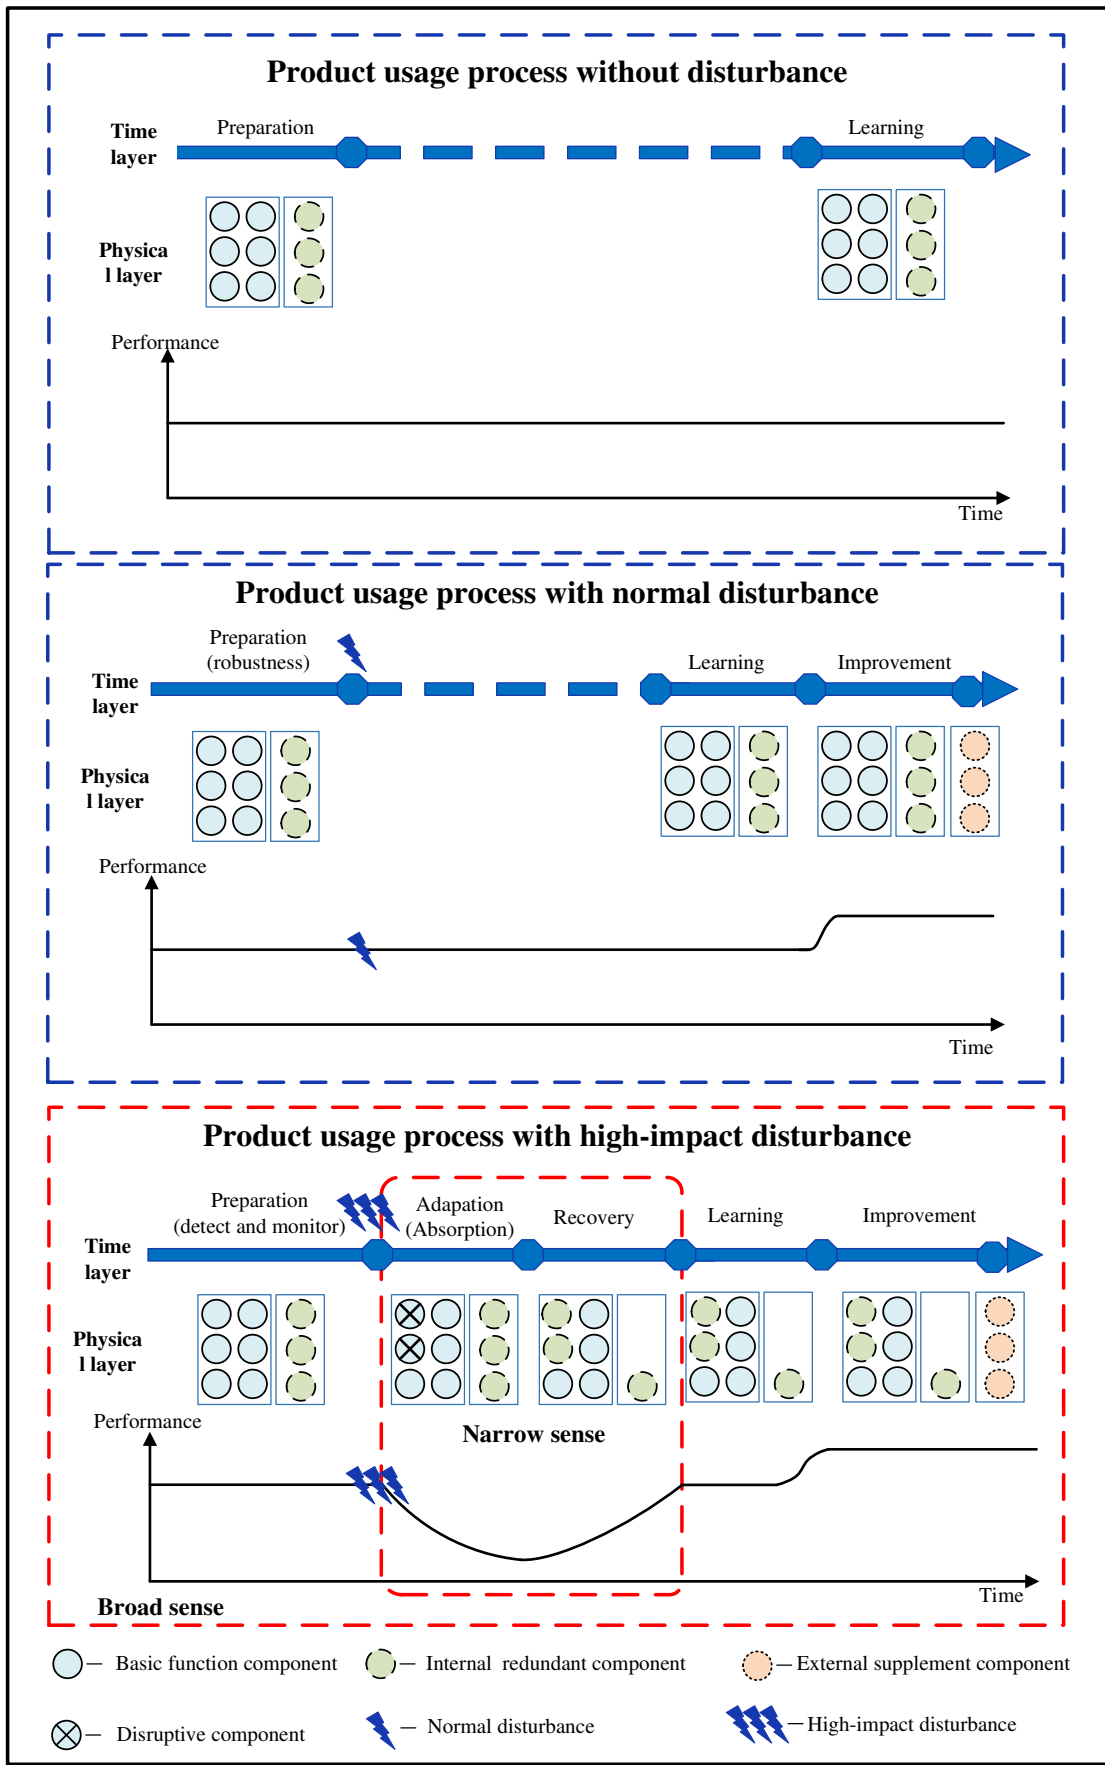 Product usage process without disturbance
Preparation
Learning
Time
layer
Physica
l layer
Performance
Time
Product usage process with normal disturbance
Preparation
(robustness)
Learning
Improvement
Time
layer
Physica
l layer
Performance
Time
Product usage process with high-impact disturbance
Preparation
(detect and monitor)
Adapation
(Absorption)
Recovery
Learning
Improvement
Time
layer
Physica
l layer
Narrow sense
Performance
Time
Broad sense
— Basic function component
— Internal redundant component
— External supplement component
— Disruptive component
— Normal disturbance
— High-impact disturbance